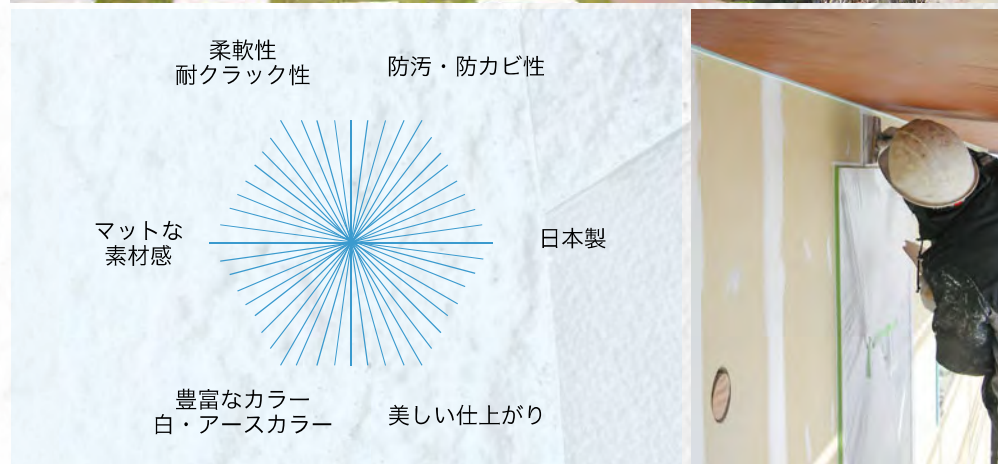 柔軟性
耐クラック性
防汚・防カビ性
マットな
素材感
日本製
豊富なカラー
白・アースカラー
美しい仕上がり